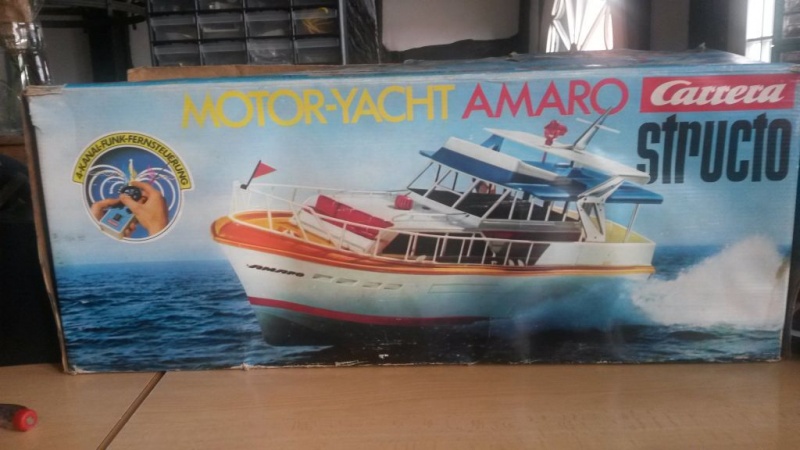 MOTOR-YACHT AMARO
Carrera
structo
4-KANAL-FUNK-FERNSTEUERUNG
AMARO